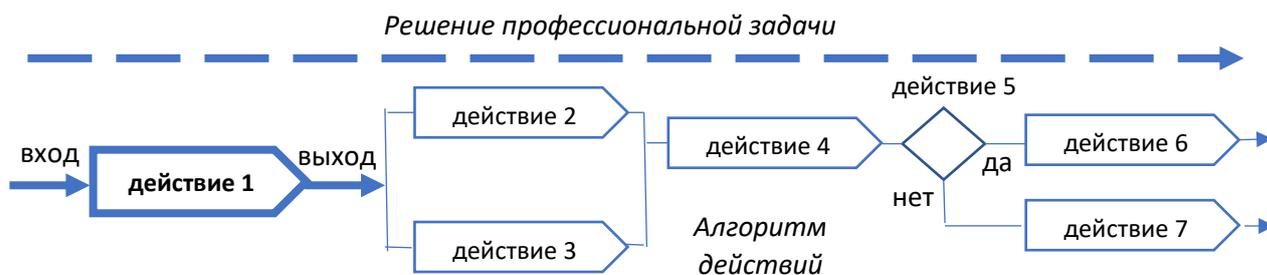 Решение профессиональной задачи
вход
действие 1
выход
действие 2
действие 3
действие 4
действие 5
да
нет
действие 6
действие 7
Алгоритм
действий